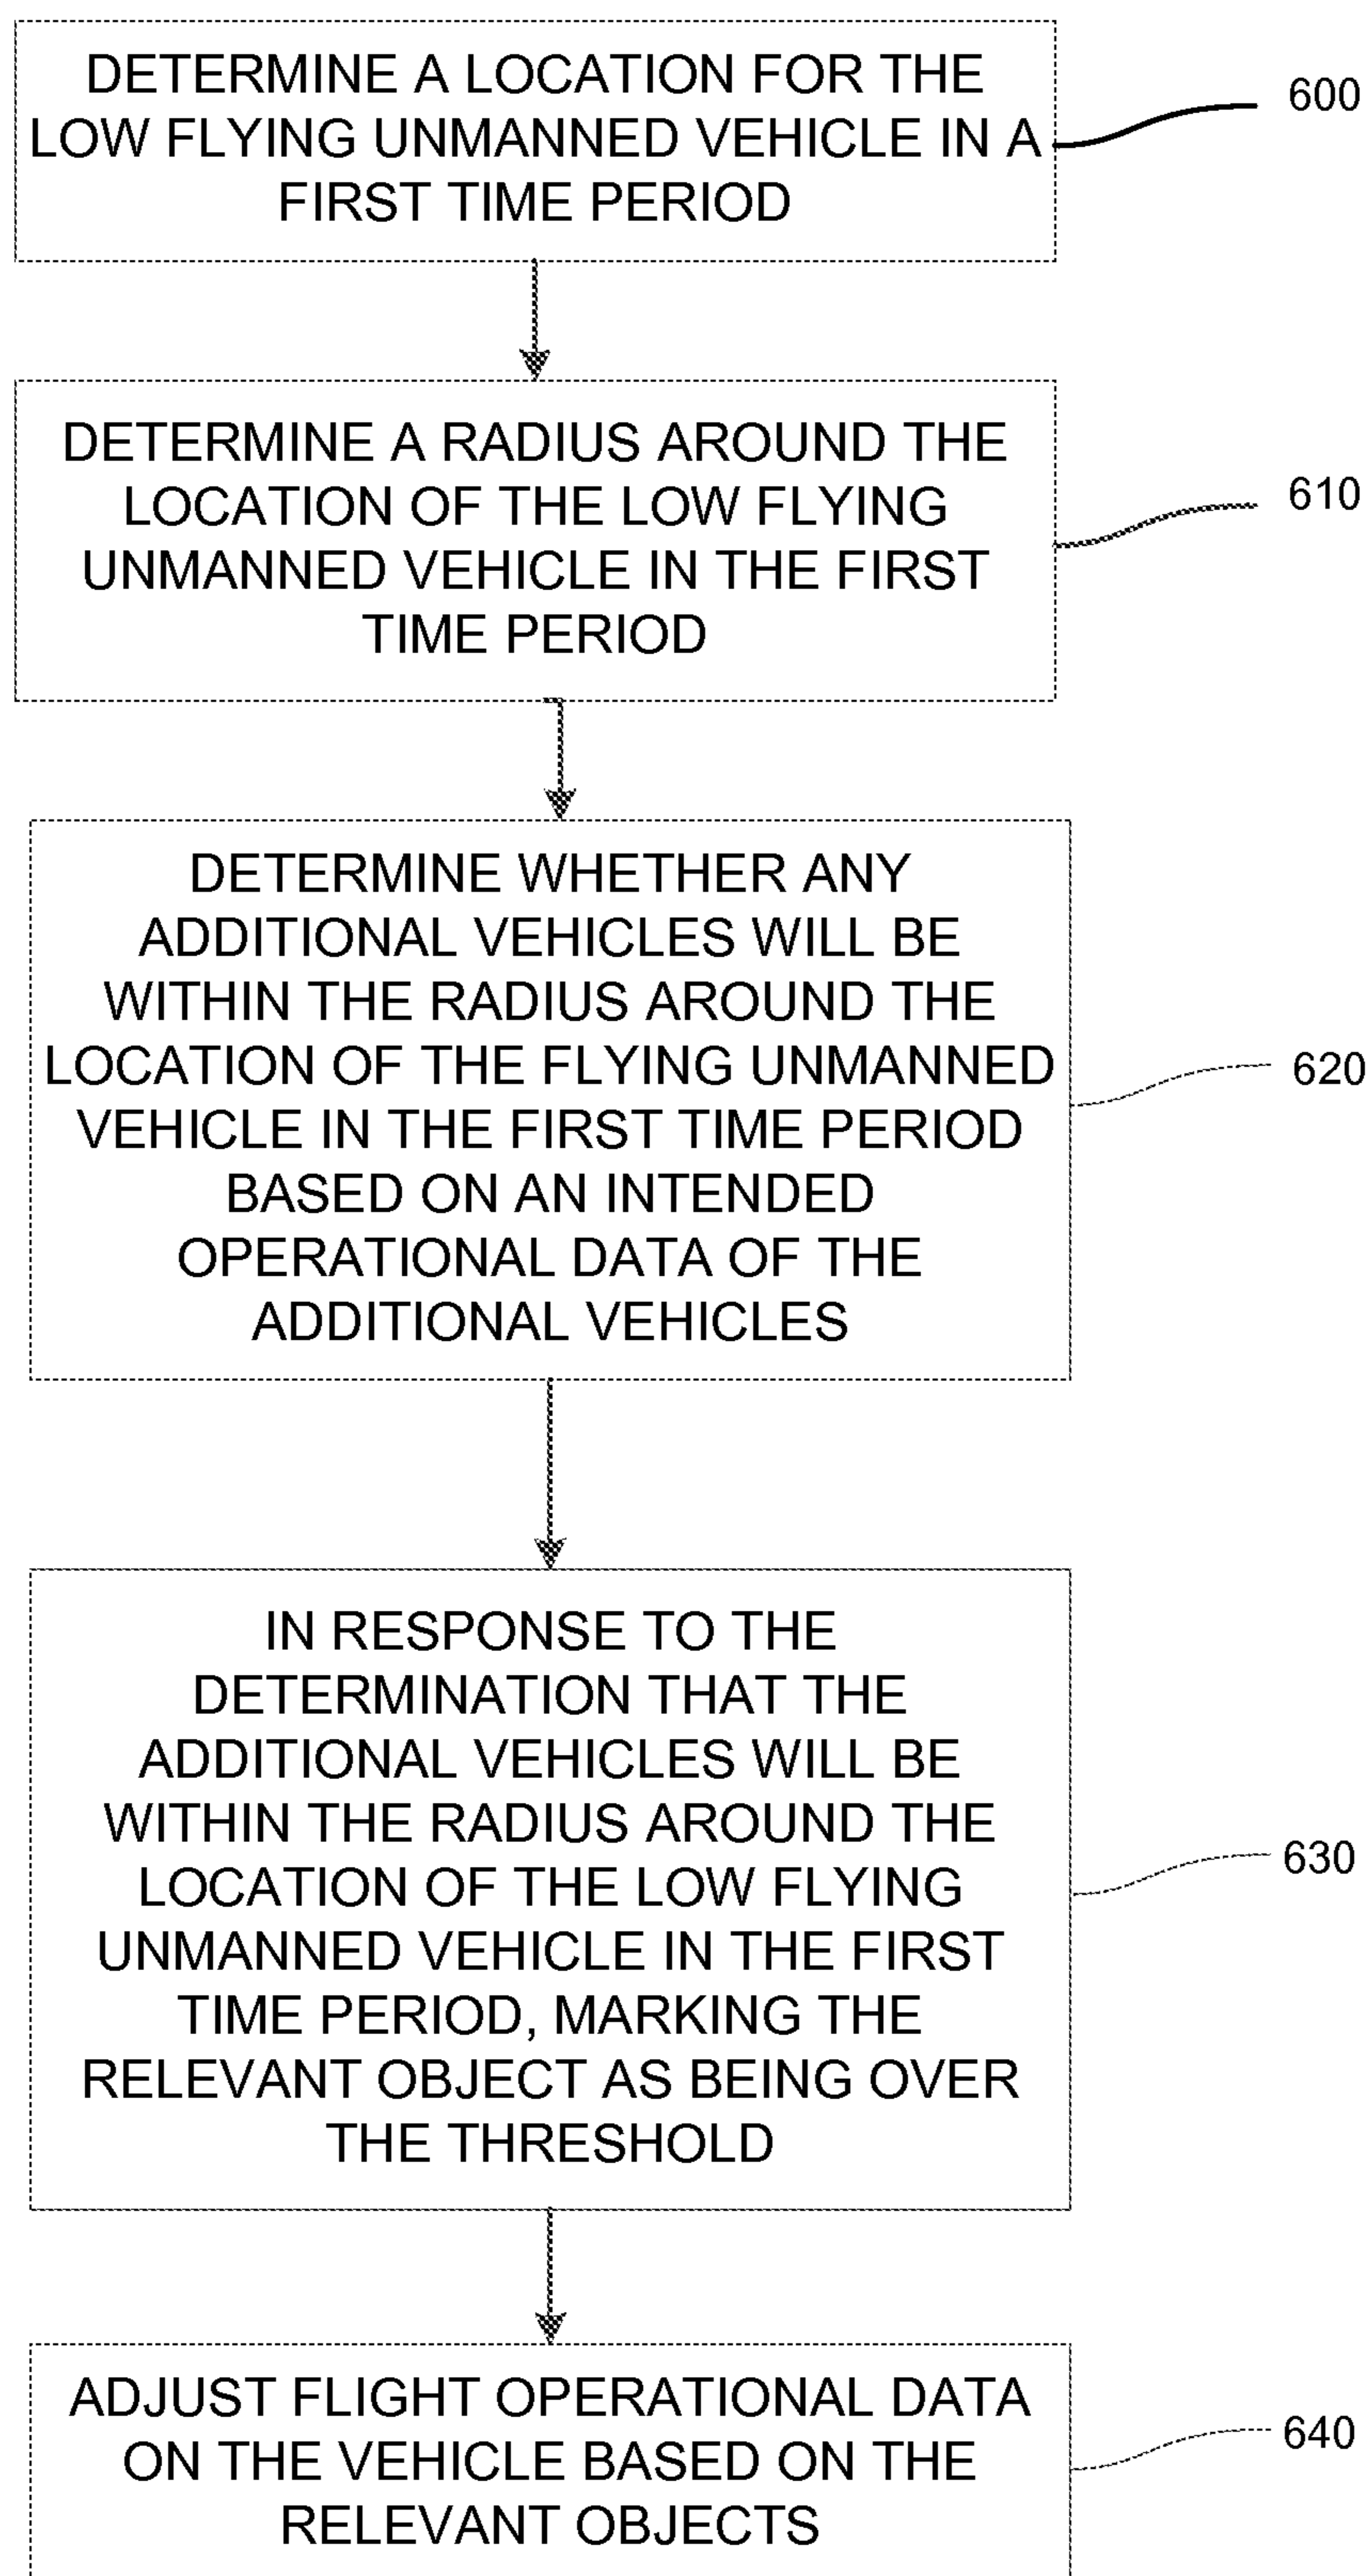 DETERMINE A LOCATION FOR THE
LOW FLYING UNMANNED VEHICLE IN A
FIRST TIME PERIOD
600
DETERMINE A RADIUS AROUND THE
LOCATION OF THE LOW FLYING
UNMANNED VEHICLE IN THE FIRST
TIME PERIOD
610
DETERMINE WHETHER ANY
ADDITIONAL VEHICLES WILL BE
WITHIN THE RADIUS AROUND THE
LOCATION OF THE FLYING UNMANNED
VEHICLE IN THE FIRST TIME PERIOD
BASED ON AN INTENDED
OPERATIONAL DATA OF THE
ADDITIONAL VEHICLES
620
IN RESPONSE TO THE
DETERMINATION THAT THE
ADDITIONAL VEHICLES WILL BE
WITHIN THE RADIUS AROUND THE
LOCATION OF THE LOW FLYING
UNMANNED VEHICLE IN THE FIRST
TIME PERIOD, MARKING THE
RELEVANT OBJECT AS BEING OVER
THE THRESHOLD
630
ADJUST FLIGHT OPERATIONAL DATA
ON THE VEHICLE BASED ON THE
RELEVANT OBJECTS
640